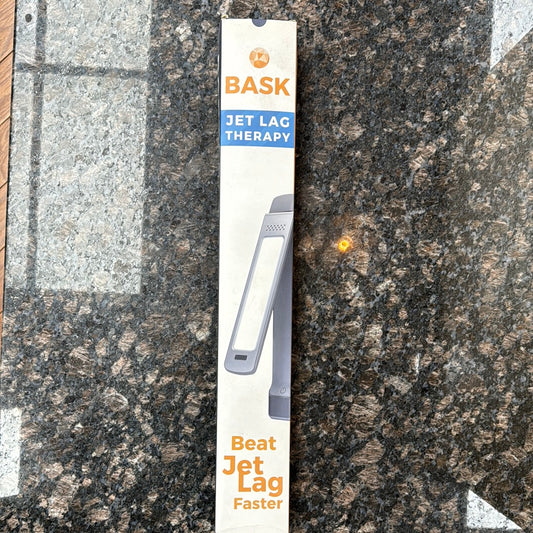 BASK
JET LAG
THERAPY
Beat
Jet
Lag
Faster